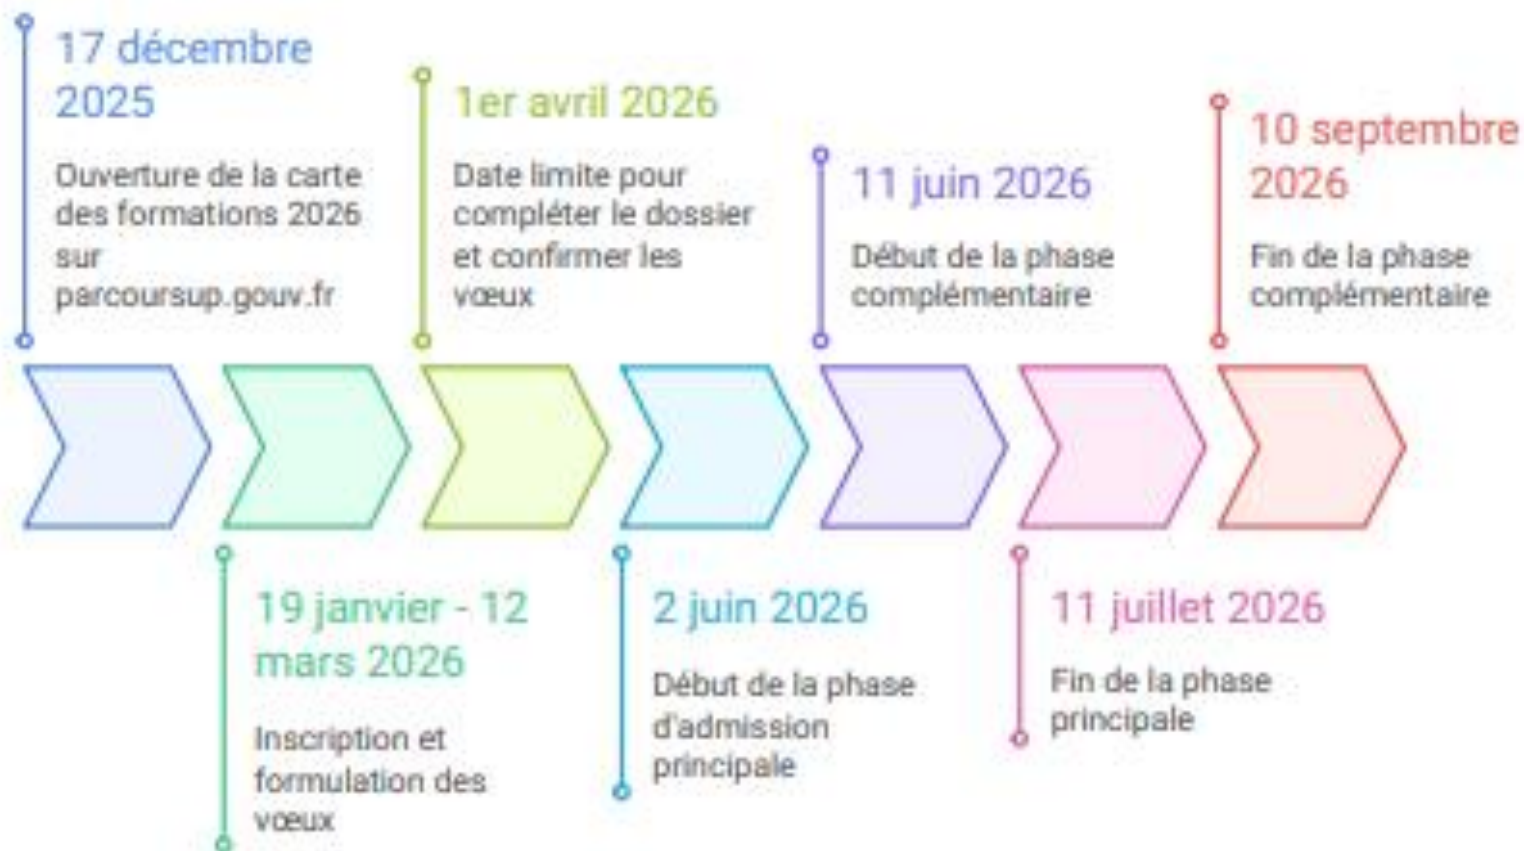 17 décembre
2025
Ouverture de la carte
des formations 2026
sur
parcoursup.gouv.fr
19 janvier - 12
mars 2026
Inscription et
formulation des
vœux
1er avril 2026
Date limite pour
compléter le dossier
et confirmer les
vœux
2 juin 2026
Début de la phase
d'admission
principale
11 juin 2026
Début de la phase
complémentaire
11 juillet 2026
Fin de la phase
principale
10 septembre
2026
Fin de la phase
complémentaire